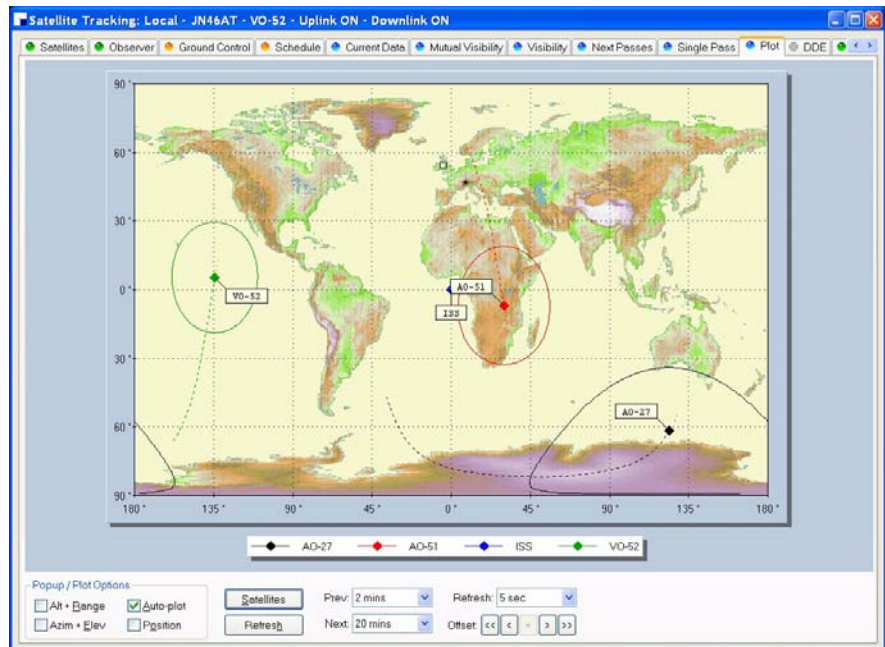 Satellite Tracking: Local - JN46AT - VO-52 - Uplink ON - Downlink ON
Satellites Observer Ground Control Schedule Current Data Mutual Visibility Visibility Next Passes Single Pass Plot DDE
90°
60°
30°
0°
30°
60°
90°
VO-52
AO-51
ISS
AO-27
180° 135° 90° 45° 0° 45° 90° 135° 180°
AO-27 AO-51 ISS VO-52
Popup / Plot Options
Alt + Range Auto-plot
Azim + Elev Position
Satellites
Refresh
Prev: 2 mins Refresh: 5 sec
Next: 20 mins Offset: << < > >>